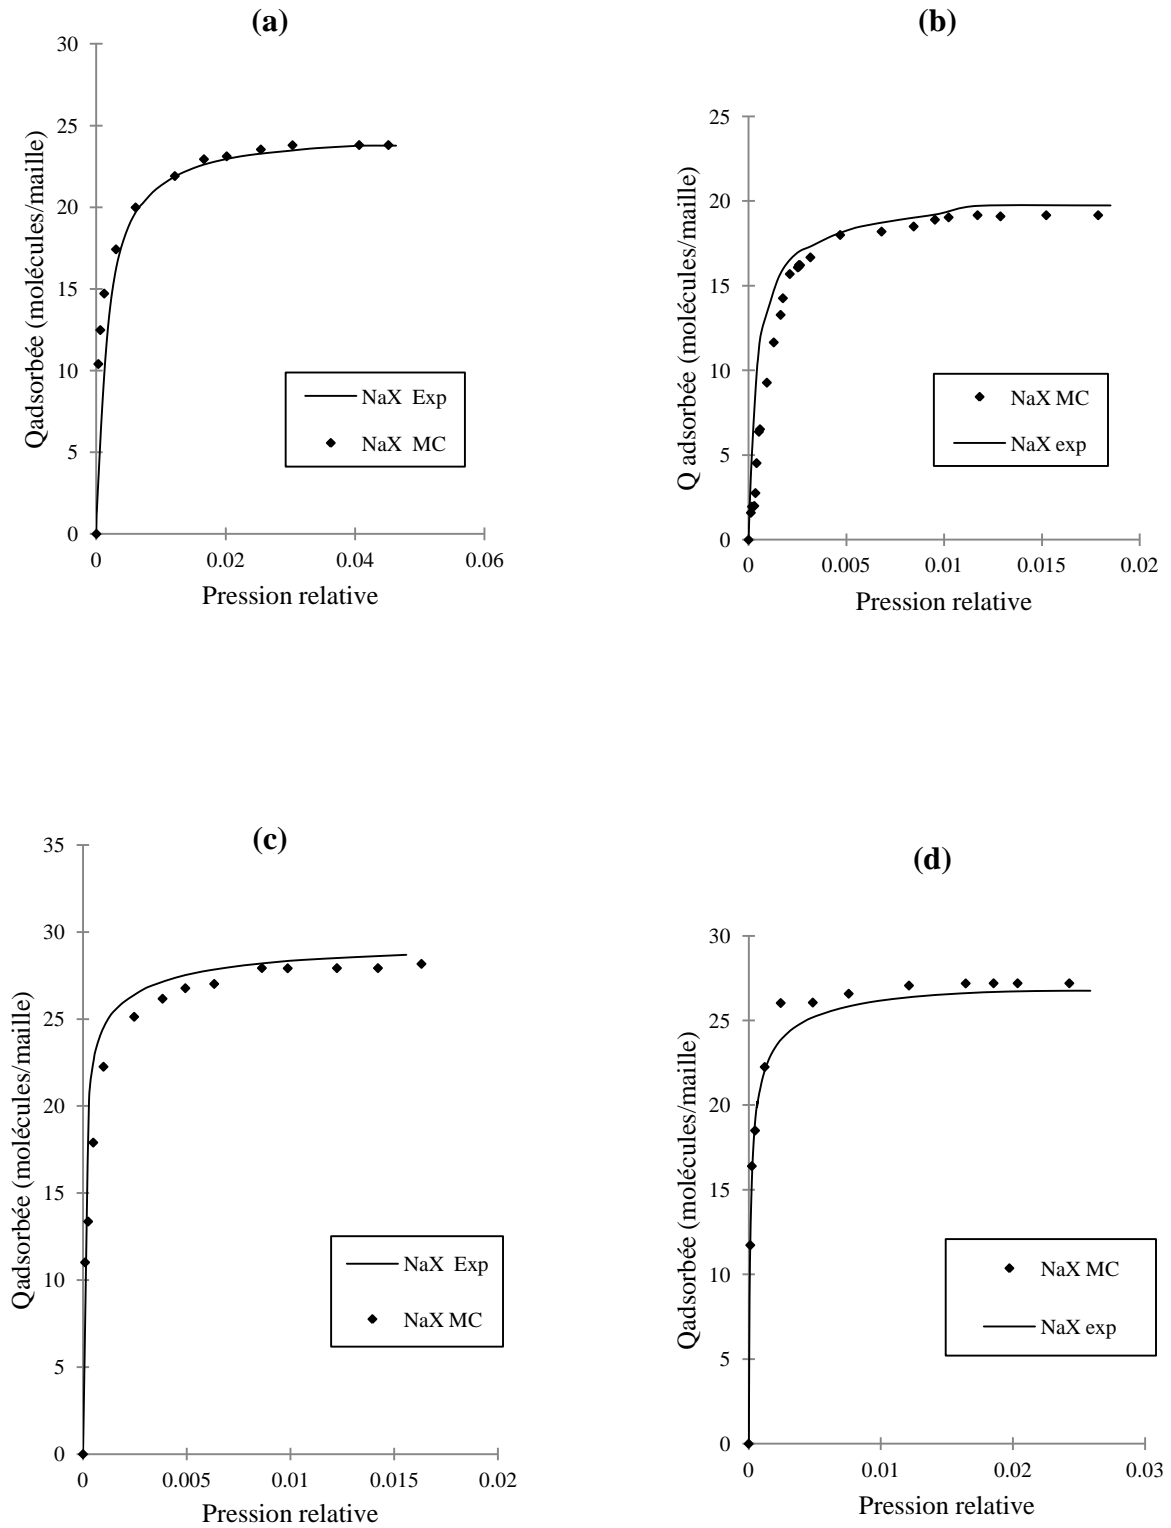 (a)
30
25
20
15
10
5
0
0 0.02 0.04 0.06
Qadsorbée (molécules/maille)
Pression relative
NaX Exp
NaX MC
(b)
25
20
15
10
5
0
0 0.005 0.01 0.015 0.02
Q adsorbée (molécules/maille)
Pression relative
NaX MC
NaX exp
(c)
35
30
25
20
15
10
5
0
0 0.005 0.01 0.015 0.02
Qadsorbée (molécules/maille)
Pression relative
NaX Exp
NaX MC
(d)
30
25
20
15
10
5
0
0 0.01 0.02 0.03
Qadsorbée (molécules/maille)
Pression relative
NaX MC
NaX exp